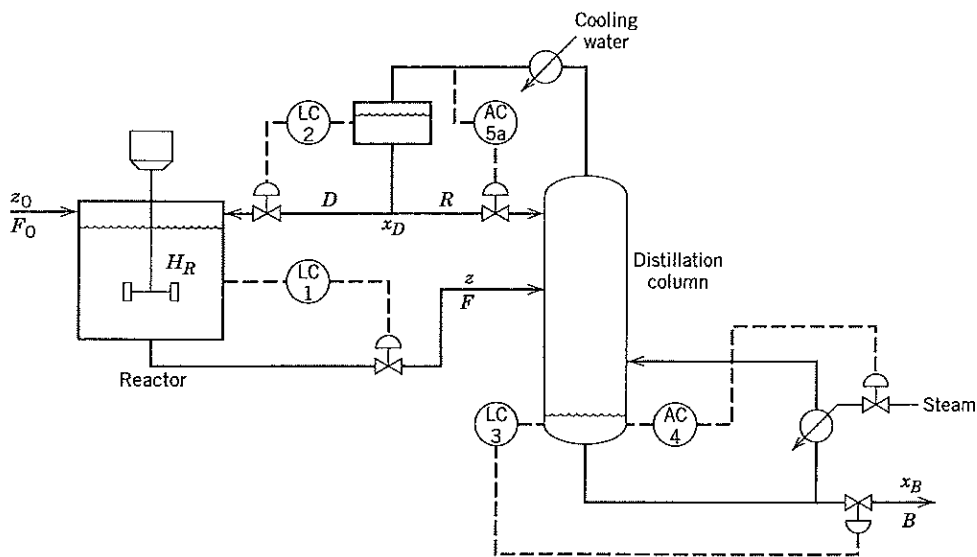 Cooling
water
LC
2
AC
5a
z0
F0
D
R
xD
HR
LC
1
z
F
Distillation
column
Reactor
LC
3
AC
4
Steam
xB
B